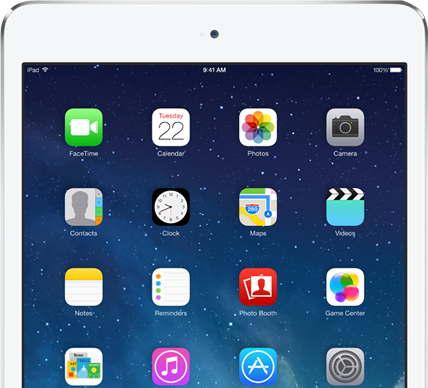 iPad 9:41 AM 100%
Tuesday
22
FaceTime Calendar Photos Camera
280
Contacts Clock Maps Videos
Notes Reminders Photo Booth Game Center